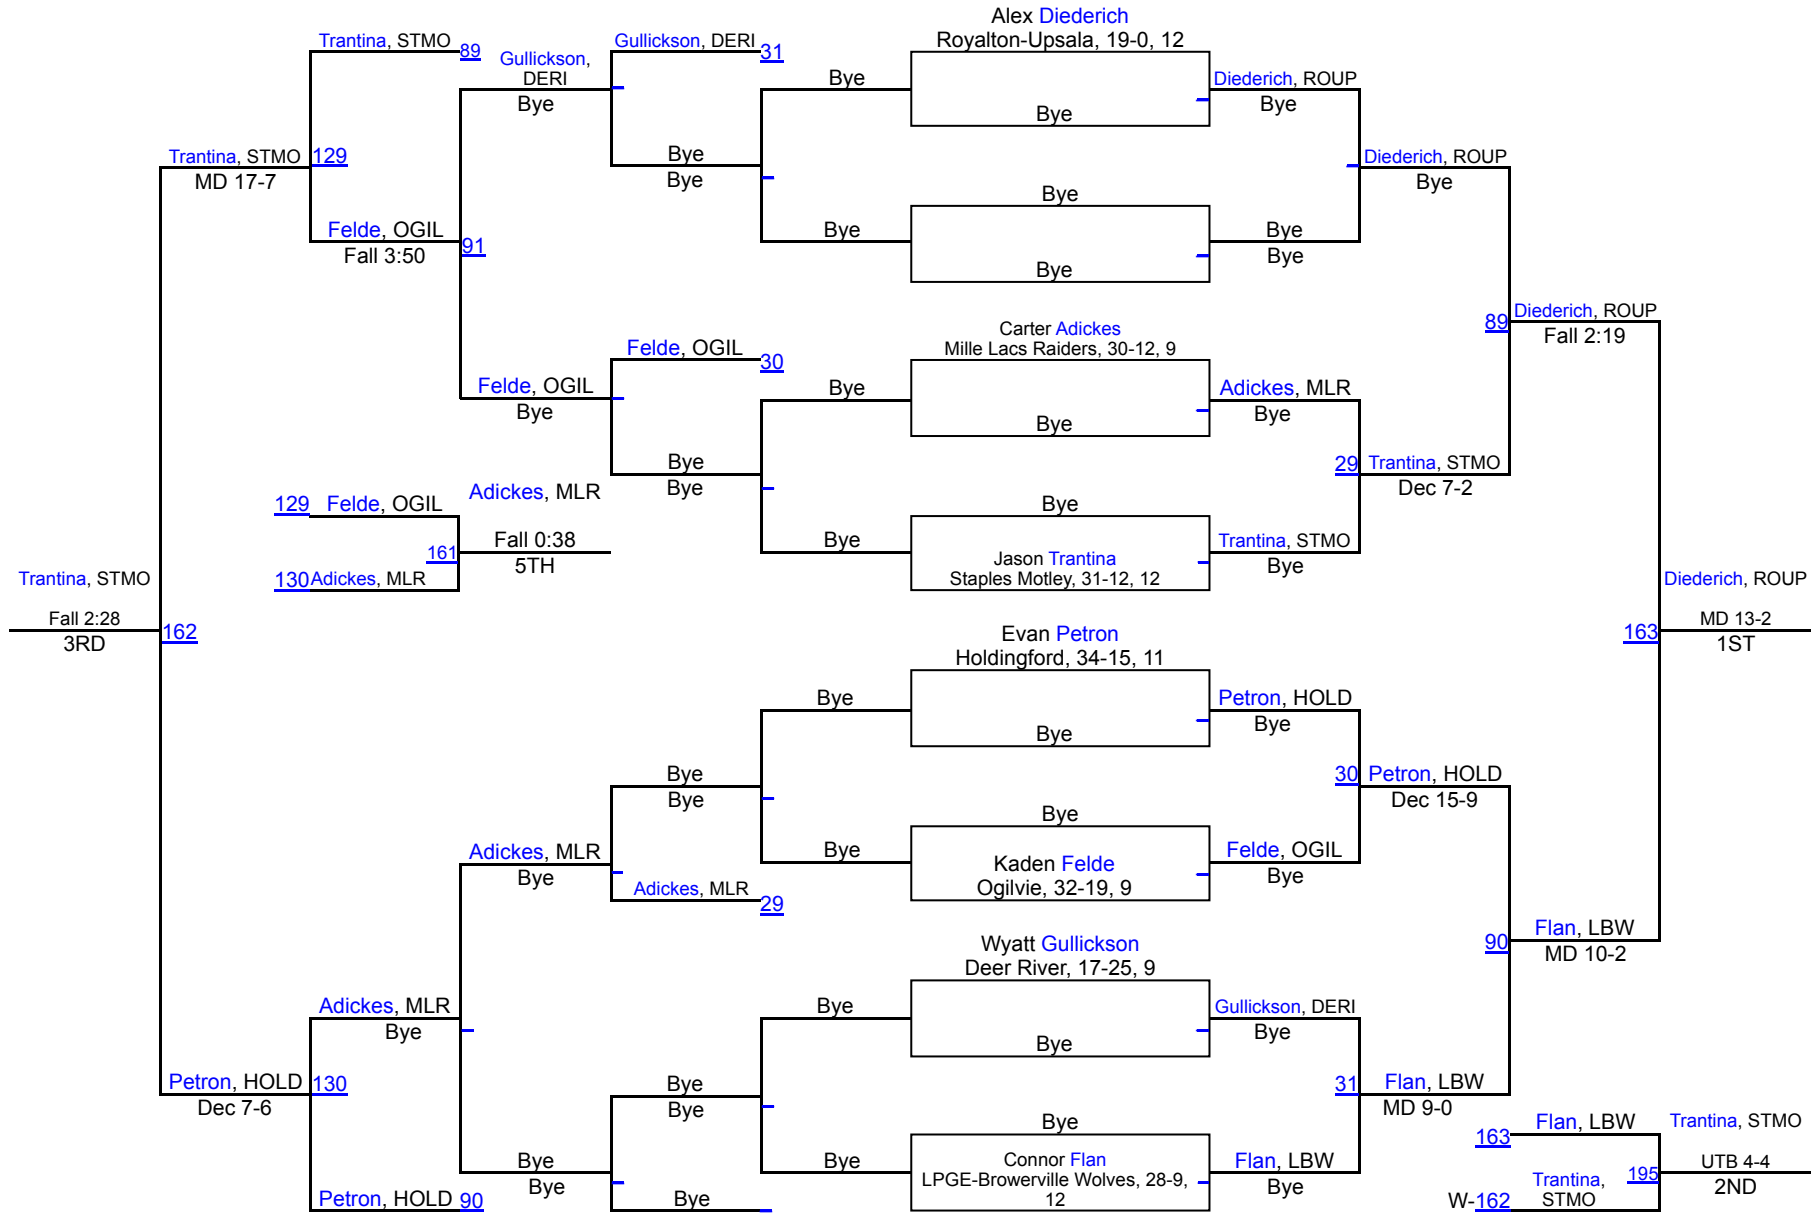 Alex Diederich
Royalton-Upsala, 19-0, 12
Trantina, STMO
89
Gullickson,
DERI
Bye
Gullickson, DERI
31
Bye
Bye
Diederich, ROUP
Bye
Trantina, STMO
129
MD 17-7
Bye
Bye
Diederich, ROUP
Bye
Bye
Felde, OGIL
Fall 3:50
91
Bye
Bye
Bye
Bye
Carter Adickes
Mille Lacs Raiders, 30-12, 9
89
Diederich, ROUP
Fall 2:19
Felde, OGIL
30
Felde, OGIL
Bye
Bye
Bye
Adickes, MLR
Bye
Bye
Bye
29
Trantina, STMO
Dec 7-2
129
Felde, OGIL
Adickes, MLR
Bye
161
Fall 0:38
5TH
Bye
Jason Trantina
Staples Motley, 31-12, 12
Trantina, STMO
Bye
130
Adickes, MLR
Trantina, STMO
Fall 2:28
3RD
162
Diederich, ROUP
163
MD 13-2
1ST
Evan Petron
Holdingford, 34-15, 11
Bye
Bye
Petron, HOLD
Bye
Bye
Bye
30
Petron, HOLD
Dec 15-9
Bye
Adickes, MLR
Bye
Bye
Kaden Felde
Ogilvie, 32-19, 9
Felde, OGIL
Bye
Adickes, MLR
29
Wyatt Gullickson
Deer River, 17-25, 9
90
Flan, LBW
MD 10-2
Adickes, MLR
Bye
Bye
Bye
Gullickson, DERI
Bye
Petron, HOLD
130
Dec 7-6
Bye
Bye
31
Flan, LBW
MD 9-0
Bye
163
Flan, LBW
Trantina, STMO
Bye
Bye
Bye
Connor Flan
LPGE-Browerville Wolves, 28-9,
12
Flan, LBW
Bye
195
UTB 4-4
2ND
Petron, HOLD
90
Bye
W-162
Trantina,
STMO